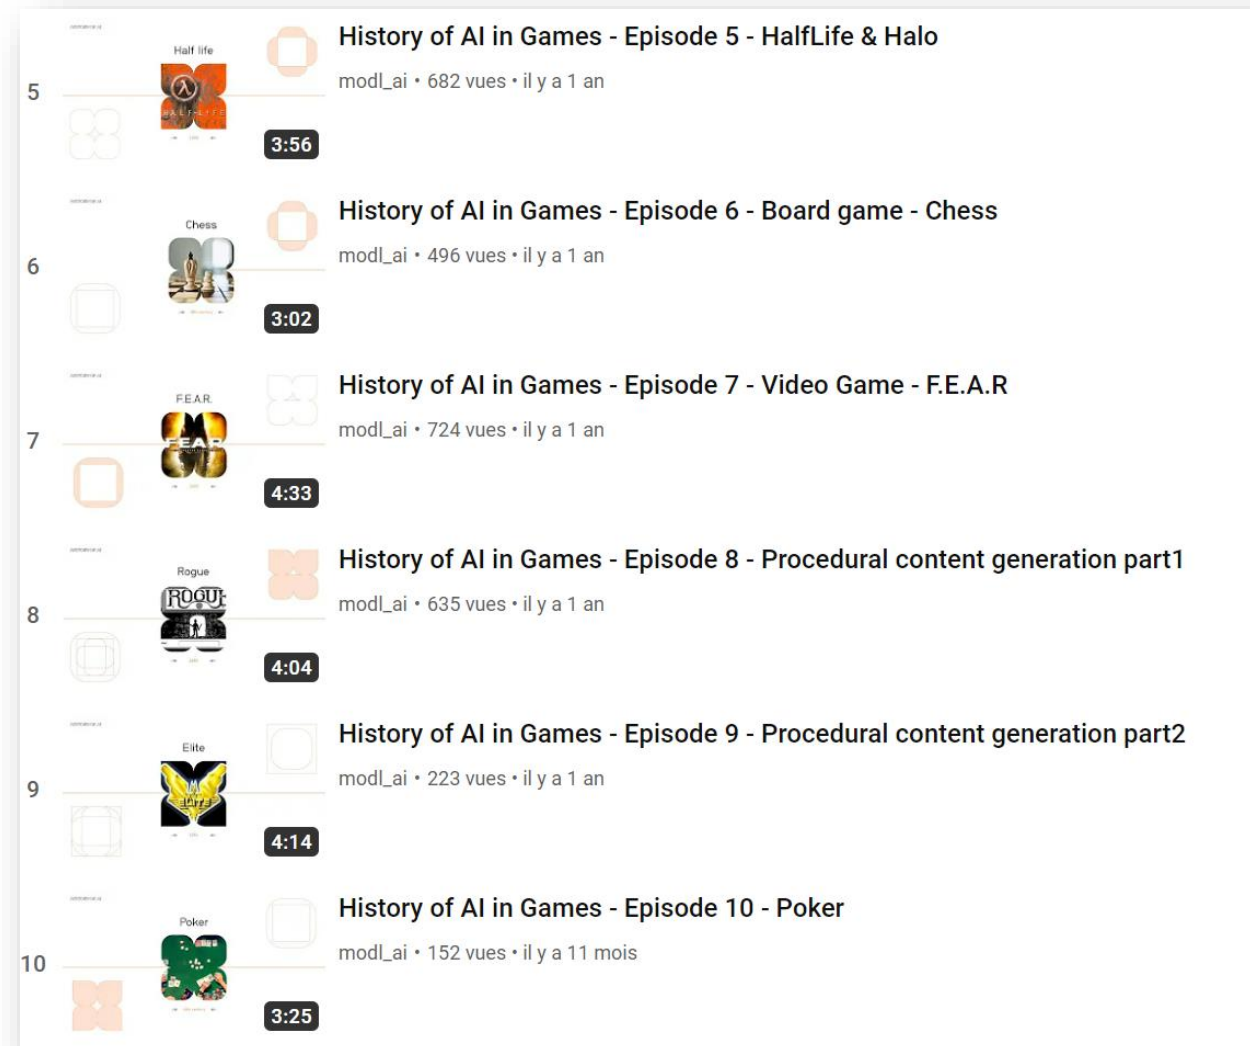 Half life
HALF-LIFE
5
3:56
History of AI in Games - Episode 5 - HalfLife & Halo
modl_ai • 682 vues • il y a 1 an
Chess
6
3:02
History of AI in Games - Episode 6 - Board game - Chess
modl_ai • 496 vues • il y a 1 an
F.E.A.R.
FEAR
7
4:33
History of AI in Games - Episode 7 - Video Game - F.E.A.R
modl_ai • 724 vues • il y a 1 an
Rogue
ROGUE
8
4:04
History of AI in Games - Episode 8 - Procedural content generation part1
modl_ai • 635 vues • il y a 1 an
Elite
ELITE
9
4:14
History of AI in Games - Episode 9 - Procedural content generation part2
modl_ai • 223 vues • il y a 1 an
Poker
10
3:25
History of AI in Games - Episode 10 - Poker
modl_ai • 152 vues • il y a 11 mois